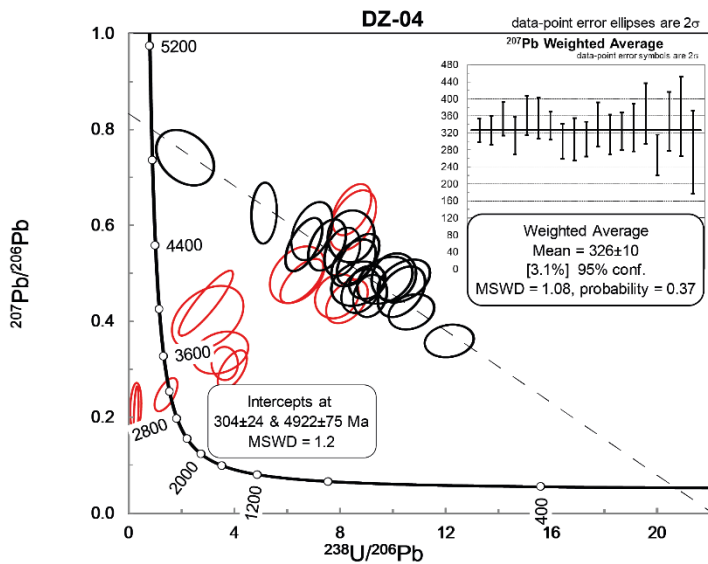 DZ-04
data-point error ellipses are 2σ
²⁰⁷Pb Weighted Average
data-point error symbols are 2σ
480
440
400
360
320
280
240
200
160
120
80
40
0
Weighted Average
Mean = 326±10
[3.1%] 95% conf.
MSWD = 1.08, probability = 0.37
²⁰⁷Pb/²⁰⁶Pb
1.0
0.8
0.6
0.4
0.2
0.0
5200
4400
3600
2800
2000
1200
400
Intercepts at
304±24 & 4922±75 Ma
MSWD = 1.2
0
4
8
12
16
20
²³⁸U/²⁰⁶Pb